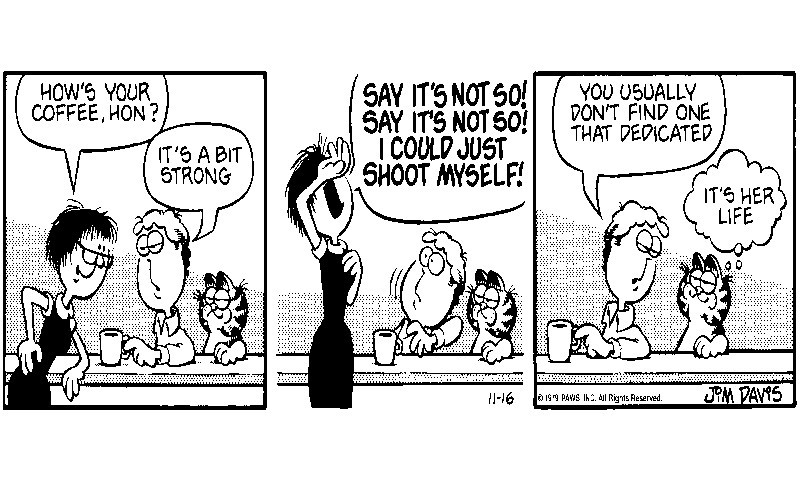 HOW'S YOUR
COFFEE, HON?
IT'S A BIT
STRONG
SAY IT'S NOT SO!
SAY IT'S NOT SO!
I COULD JUST
SHOOT MYSELF!
11-16
YOU USUALLY
DON'T FIND ONE
THAT DEDICATED
IT'S HER
LIFE
© 1979 PAWS, INC. All Rights Reserved.
JIM DAVIS